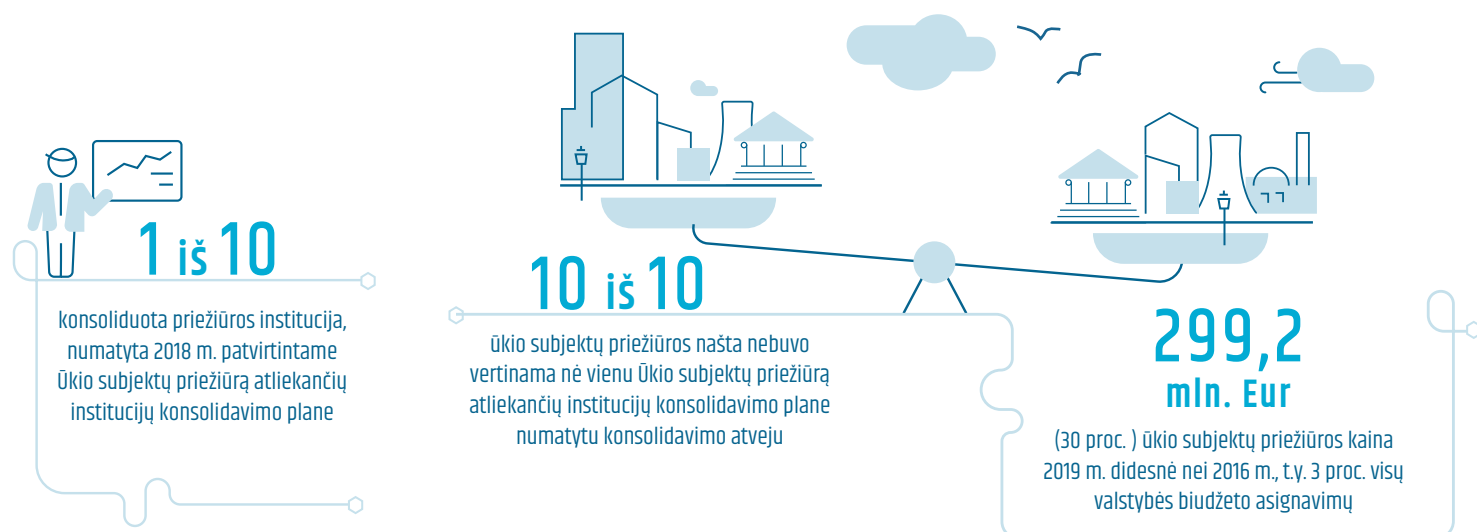 1 iš 10
konsoliduota priežiūros institucija,
numatyta 2018 m. patvirtintame
Ūkio subjektų priežiūrą atliekančių
institucijų konsolidavimo plane
10 iš 10
ūkio subjektų priežiūros našta nebuvo
vertinama nė vienu Ūkio subjektų priežiūrą
atliekančių institucijų konsolidavimo plane
numatytu konsolidavimo atveju
299,2
mln. Eur
(30 proc. ) ūkio subjektų priežiūros kaina
2019 m. didesnė nei 2016 m., t.y. 3 proc. visų
valstybės biudžeto asignavimų